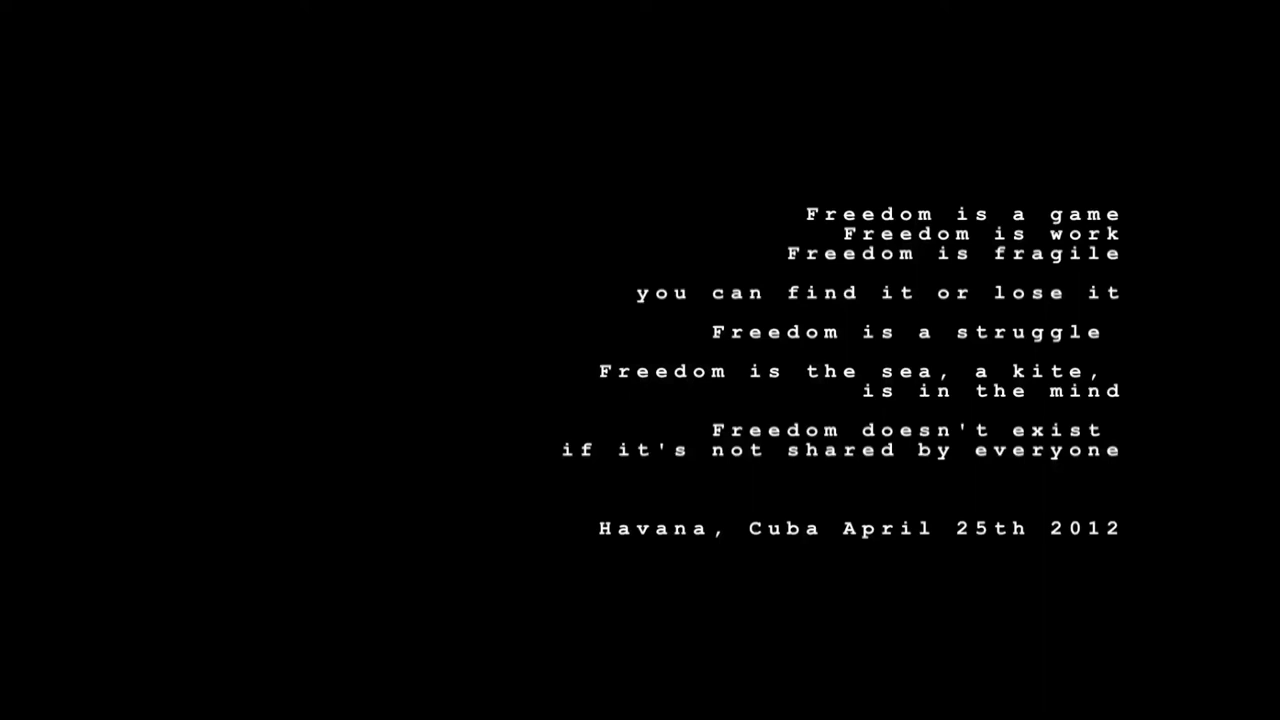 Freedom is a game
Freedom is work
Freedom is fragile
you can find it or lose it
Freedom is a struggle
Freedom is the sea, a kite,
is in the mind
Freedom doesn't exist
if it's not shared by everyone
Havana, Cuba April 25th 2012